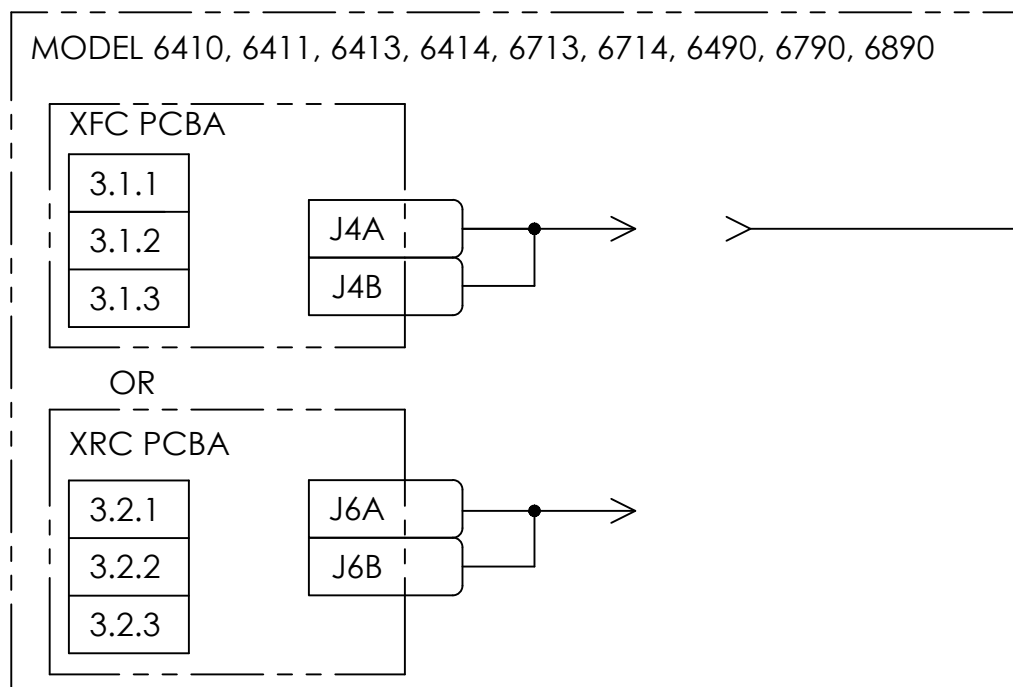 MODEL 6410, 6411, 6413, 6414, 6713, 6714, 6490, 6790, 6890
XFC PCBA
3.1.1
3.1.2
3.1.3
J4A
J4B
OR
XRC PCBA
3.2.1
3.2.2
3.2.3
J6A
J6B